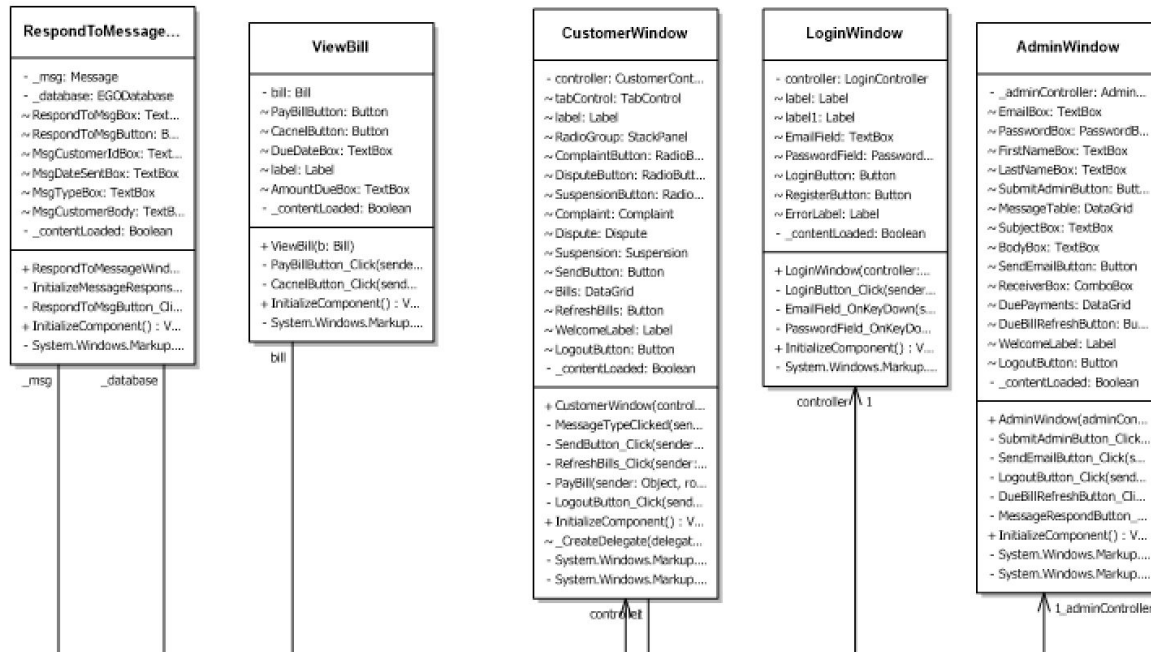 RespondToMessage...
- _msg: Message
- _database: EGODatabase
~ RespondToMsgBox: Text...
~ RespondToMsgButton: B...
~ MsgCustomerIdBox: Text...
~ MsgDateSentBox: TextBox
~ MsgTypeBox: TextBox
~ MsgCustomerBody: TextB...
- _contentLoaded: Boolean
+ RespondToMessageWind...
- InitializeMessageRespons...
- RespondToMsgButton_Cli...
+ InitializeComponent() : V...
- System.Windows.Markup....
_msg
_database
ViewBill
- bill: Bill
~ PayBillButton: Button
~ CacnelButton: Button
~ DueDateBox: TextBox
~ label: Label
~ AmountDueBox: TextBox
- _contentLoaded: Boolean
+ ViewBill(b: Bill)
- PayBillButton_Click(sende...
- CacnelButton_Click(send...
+ InitializeComponent() : V...
- System.Windows.Markup....
bill
CustomerWindow
- controller: CustomerCont...
~ tabControl: TabControl
~ label: Label
~ RadioGroup: StackPanel
~ ComplaintButton: RadioB...
~ DisputeButton: RadioButt...
~ SuspensionButton: Radio...
~ Complaint: Complaint
~ Dispute: Dispute
~ Suspension: Suspension
~ SendButton: Button
~ Bills: DataGrid
~ RefreshBills: Button
~ WelcomeLabel: Label
~ LogoutButton: Button
- _contentLoaded: Boolean
+ CustomerWindow(control...
- MessageTypeClicked(sen...
- SendButton_Click(sender...
- RefreshBills_Click(sender:...
- PayBill(sender: Object, ro...
- LogoutButton_Click(send...
+ InitializeComponent() : V...
~ _CreateDelegate(delegat...
- System.Windows.Markup....
- System.Windows.Markup....
controller
LoginWindow
- controller: LoginController
~ label: Label
~ label1: Label
~ EmailField: TextBox
~ PasswordField: Password...
~ LoginButton: Button
~ RegisterButton: Button
~ ErrorLabel: Label
- _contentLoaded: Boolean
+ LoginWindow(controller:...
- LoginButton_Click(sender...
- EmailField_OnKeyDown(s...
- PasswordField_OnKeyDo...
+ InitializeComponent() : V...
- System.Windows.Markup....
controller 1
AdminWindow
- _adminController: Admin...
~ EmailBox: TextBox
~ PasswordBox: PasswordB...
~ FirstNameBox: TextBox
~ LastNameBox: TextBox
~ SubmitAdminButton: Butt...
~ MessageTable: DataGrid
~ SubjectBox: TextBox
~ BodyBox: TextBox
~ SendEmailButton: Button
~ ReceiverBox: ComboBox
~ DuePayments: DataGrid
~ DueBillRefreshButton: Bu...
~ WelcomeLabel: Label
~ LogoutButton: Button
- _contentLoaded: Boolean
+ AdminWindow(adminCon...
- SubmitAdminButton_Click...
- SendEmailButton_Click(s...
- LogoutButton_Click(send...
- DueBillRefreshButton_Cli...
- MessageRespondButton_...
+ InitializeComponent() : V...
- System.Windows.Markup....
- System.Windows.Markup....
1 _adminController